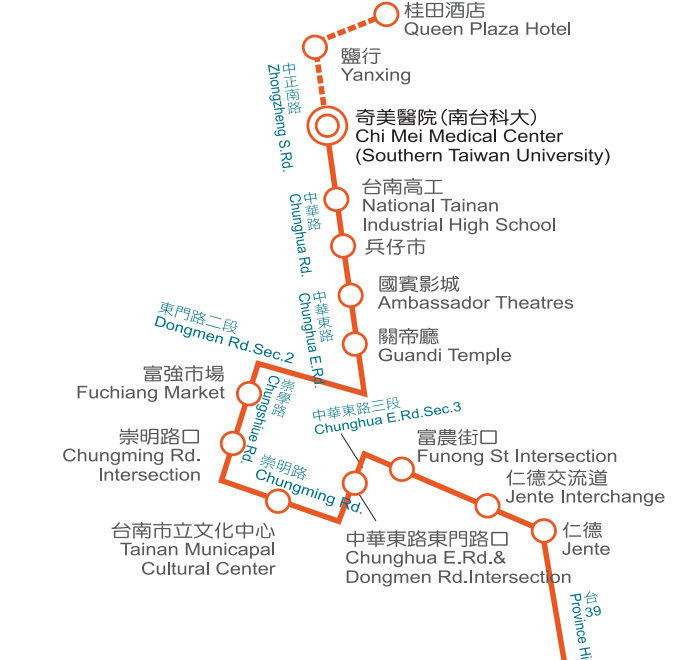 桂田酒店
Queen Plaza Hotel
鹽行
Yanxing
中正南路
Zhongzheng S.Rd.
奇美醫院(南台科大)
Chi Mei Medical Center
(Southern Taiwan University)
台南高工
National Tainan
Industrial High School
中華路
Chunghua Rd.
兵仔市
國賓影城
Ambassador Theatres
中華東路
Chunghua E.Rd.
東門路二段
Dongmen Rd.Sec.2
關帝廳
Guandi Temple
富強市場
Fuchiang Market
崇學路
Chungshiue Rd.
中華東路三段
Chunghua E.Rd.Sec.3
崇明路口
Chungming Rd.
Intersection
富農街口
Funong St Intersection
崇明路
Chungming Rd.
仁德交流道
Jente Interchange
台南市立文化中心
Tainan Municapal
Cultural Center
中華東路東門路口
Chunghua E.Rd.&
Dongmen Rd.Intersection
仁德
Jente
台
39
Province Hi